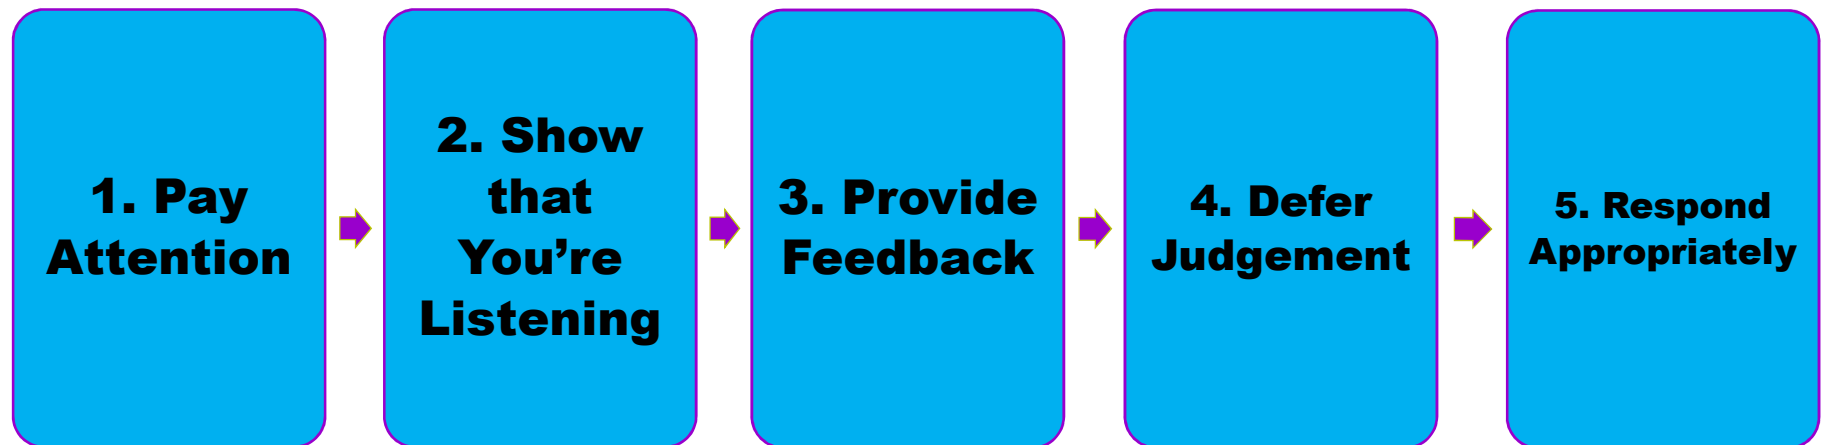 1. Pay
Attention
2. Show
that
You’re
Listening
3. Provide
Feedback
4. Defer
Judgement
5. Respond
Appropriately